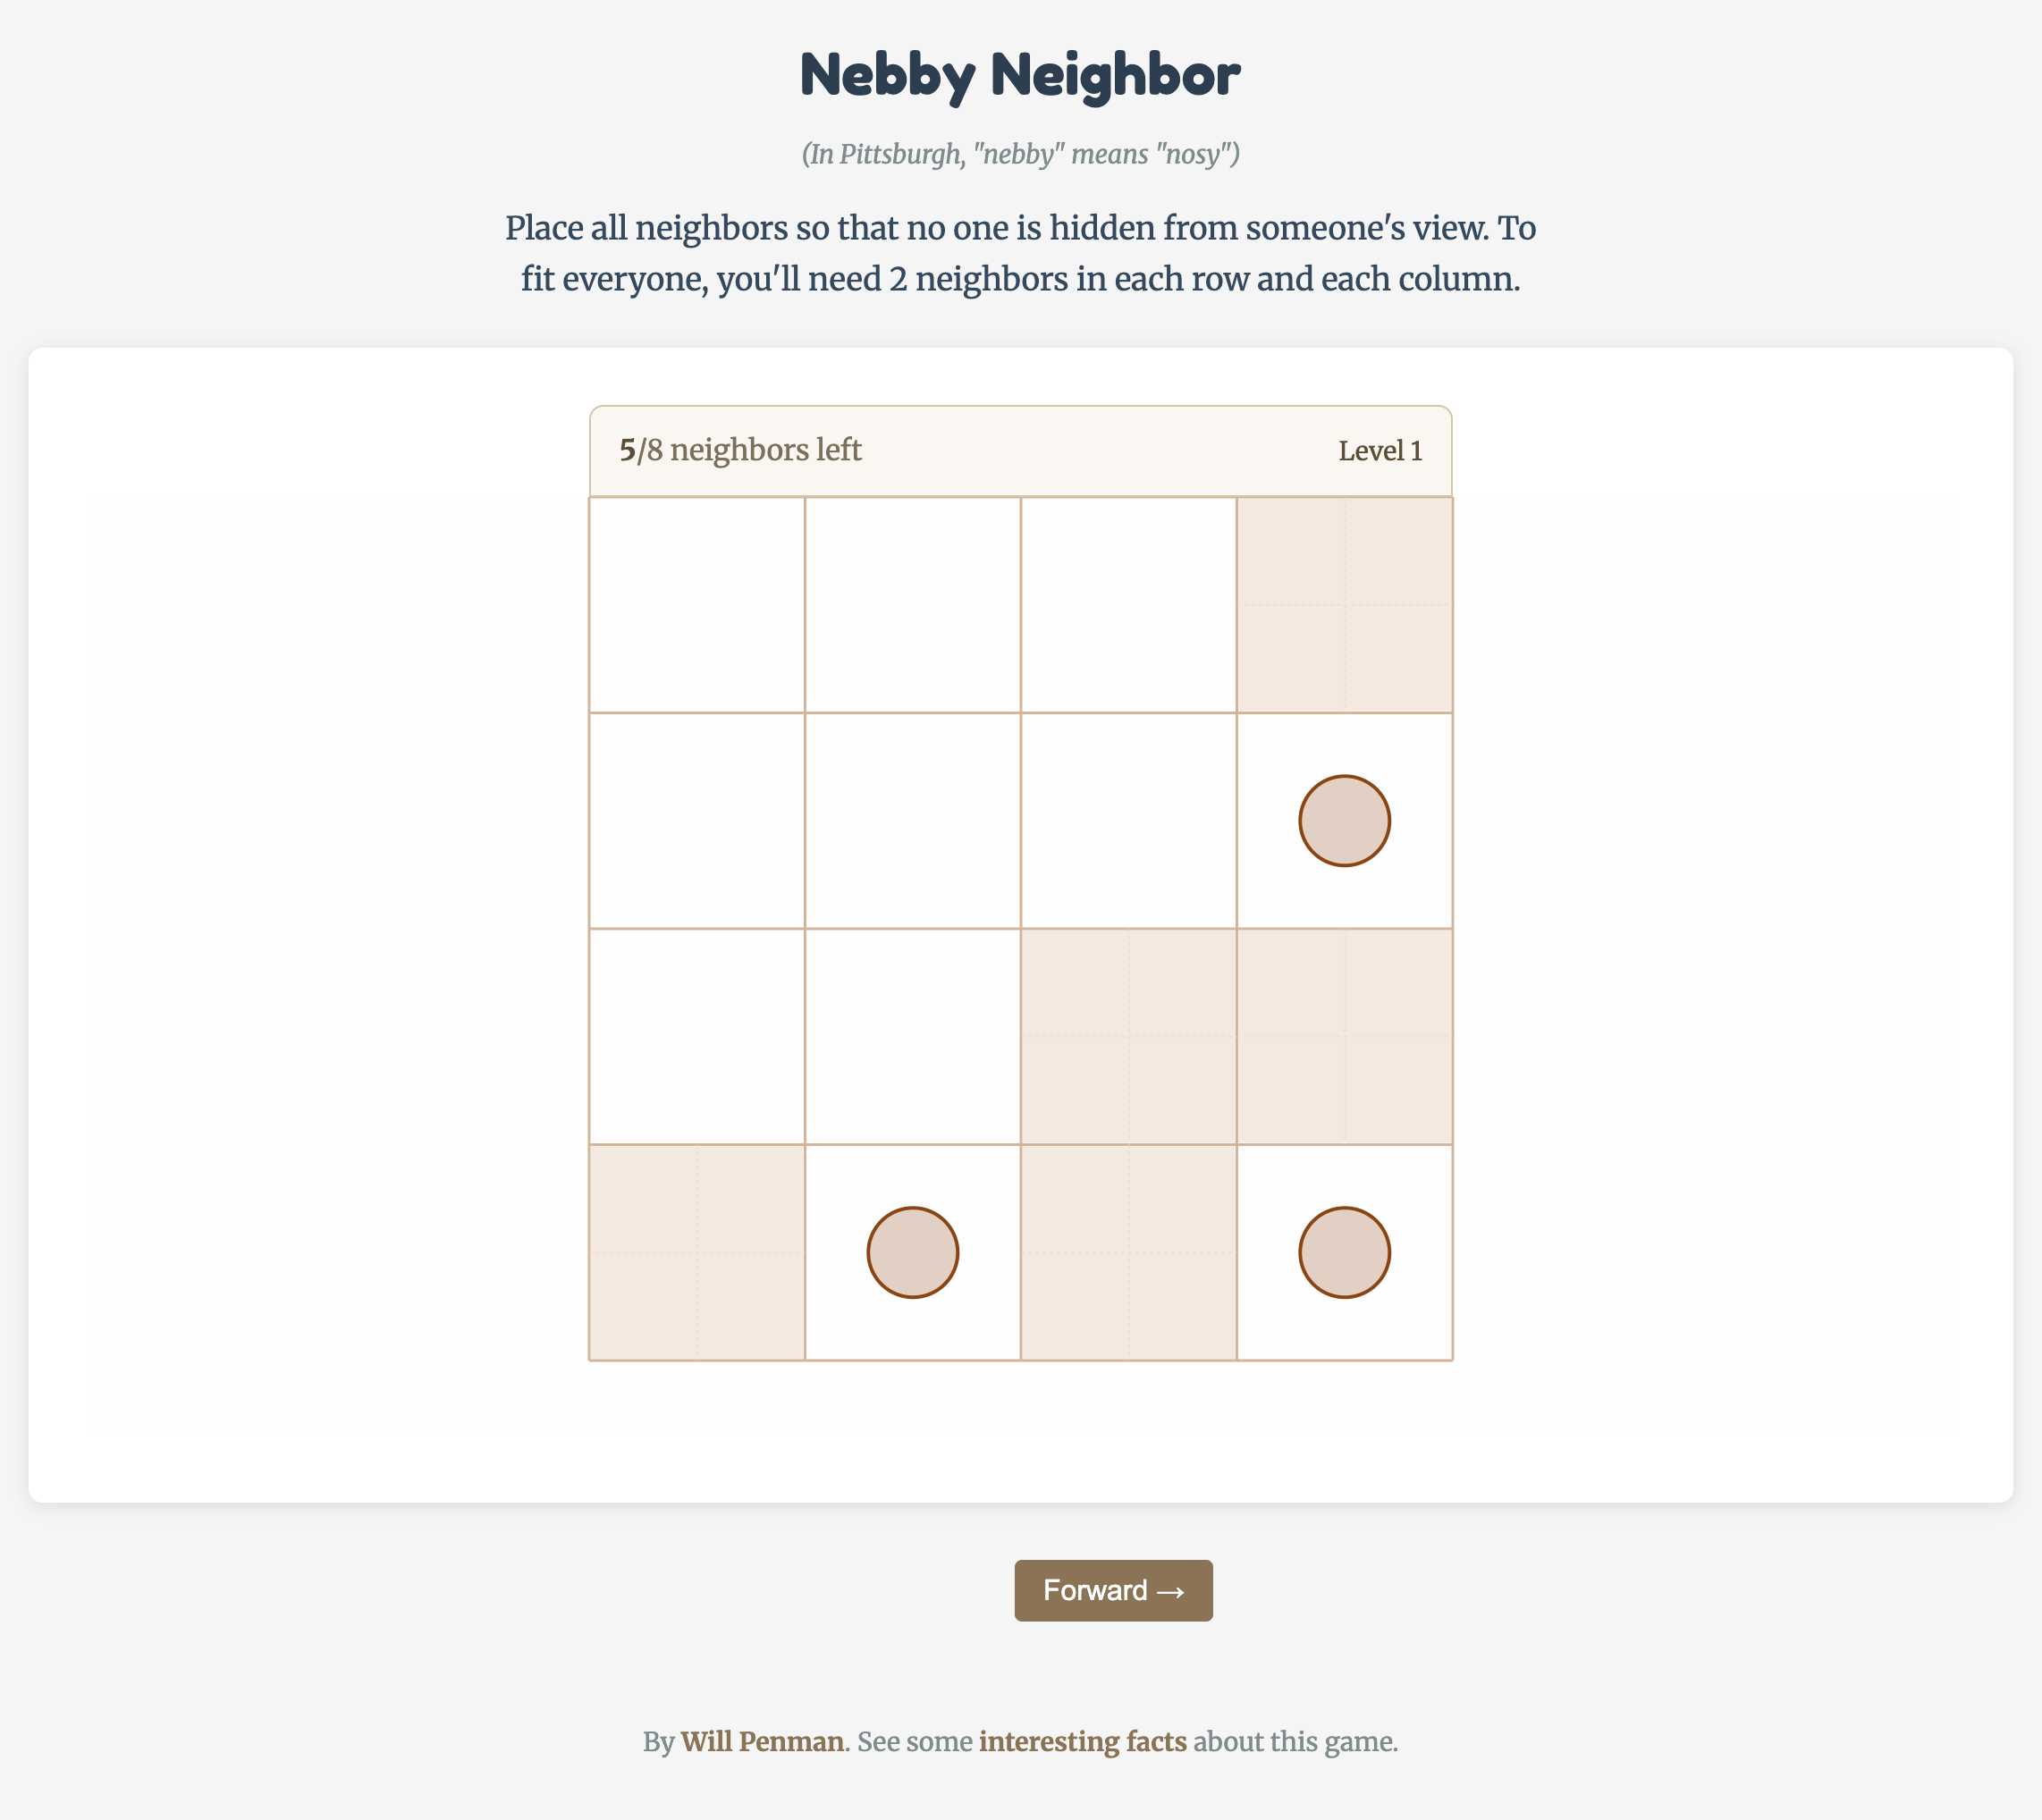 Nebby Neighbor
(In Pittsburgh, "nebby" means "nosy")
Place all neighbors so that no one is hidden from someone's view. To
fit everyone, you'll need 2 neighbors in each row and each column.
5/8 neighbors left
Level 1
Forward →
By Will Penman. See some interesting facts about this game.